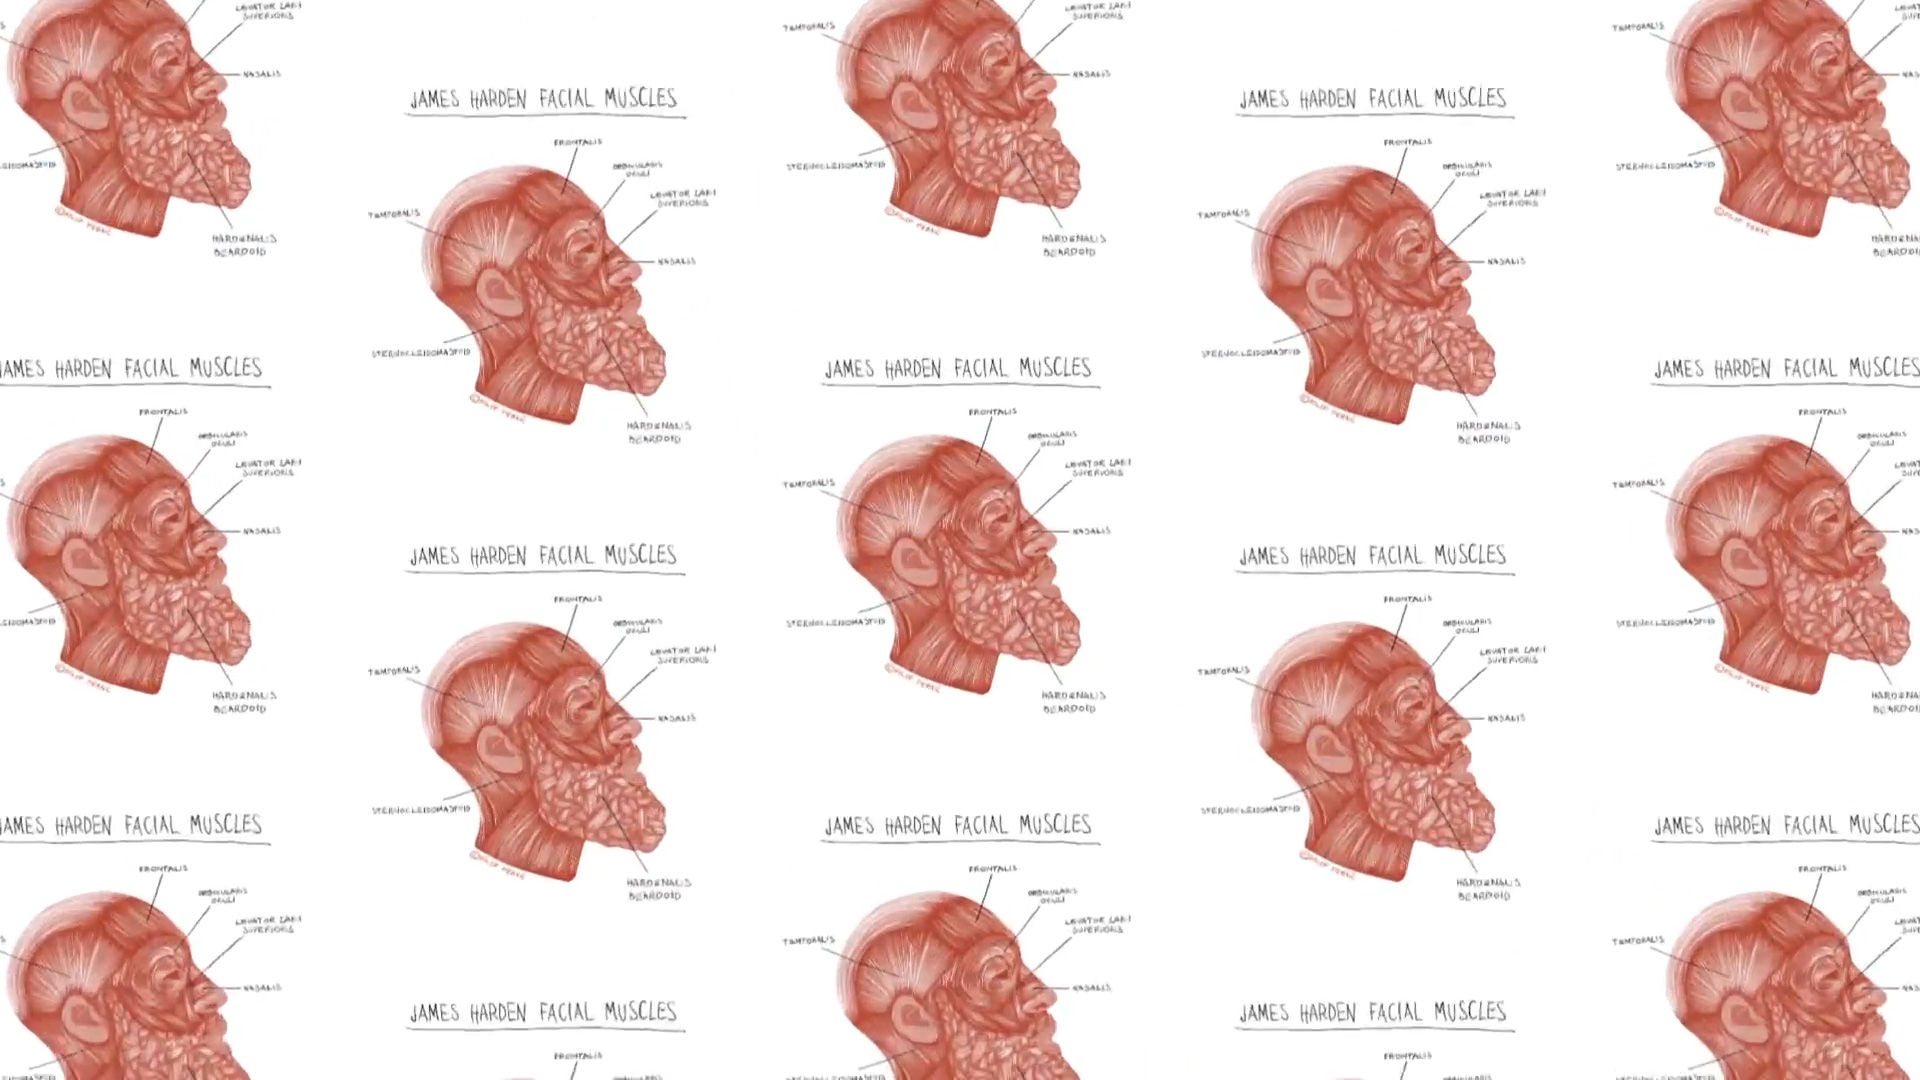 JAMES HARDEN FACIAL MUSCLES
FRONTALIS
ORBICULARIS
OCULI
LEVATOR LABII
SUPERIORIS
TEMPORALIS
NASALIS
STERNOCLEIDOMASTOID
HARDENALIS
BEARDOID